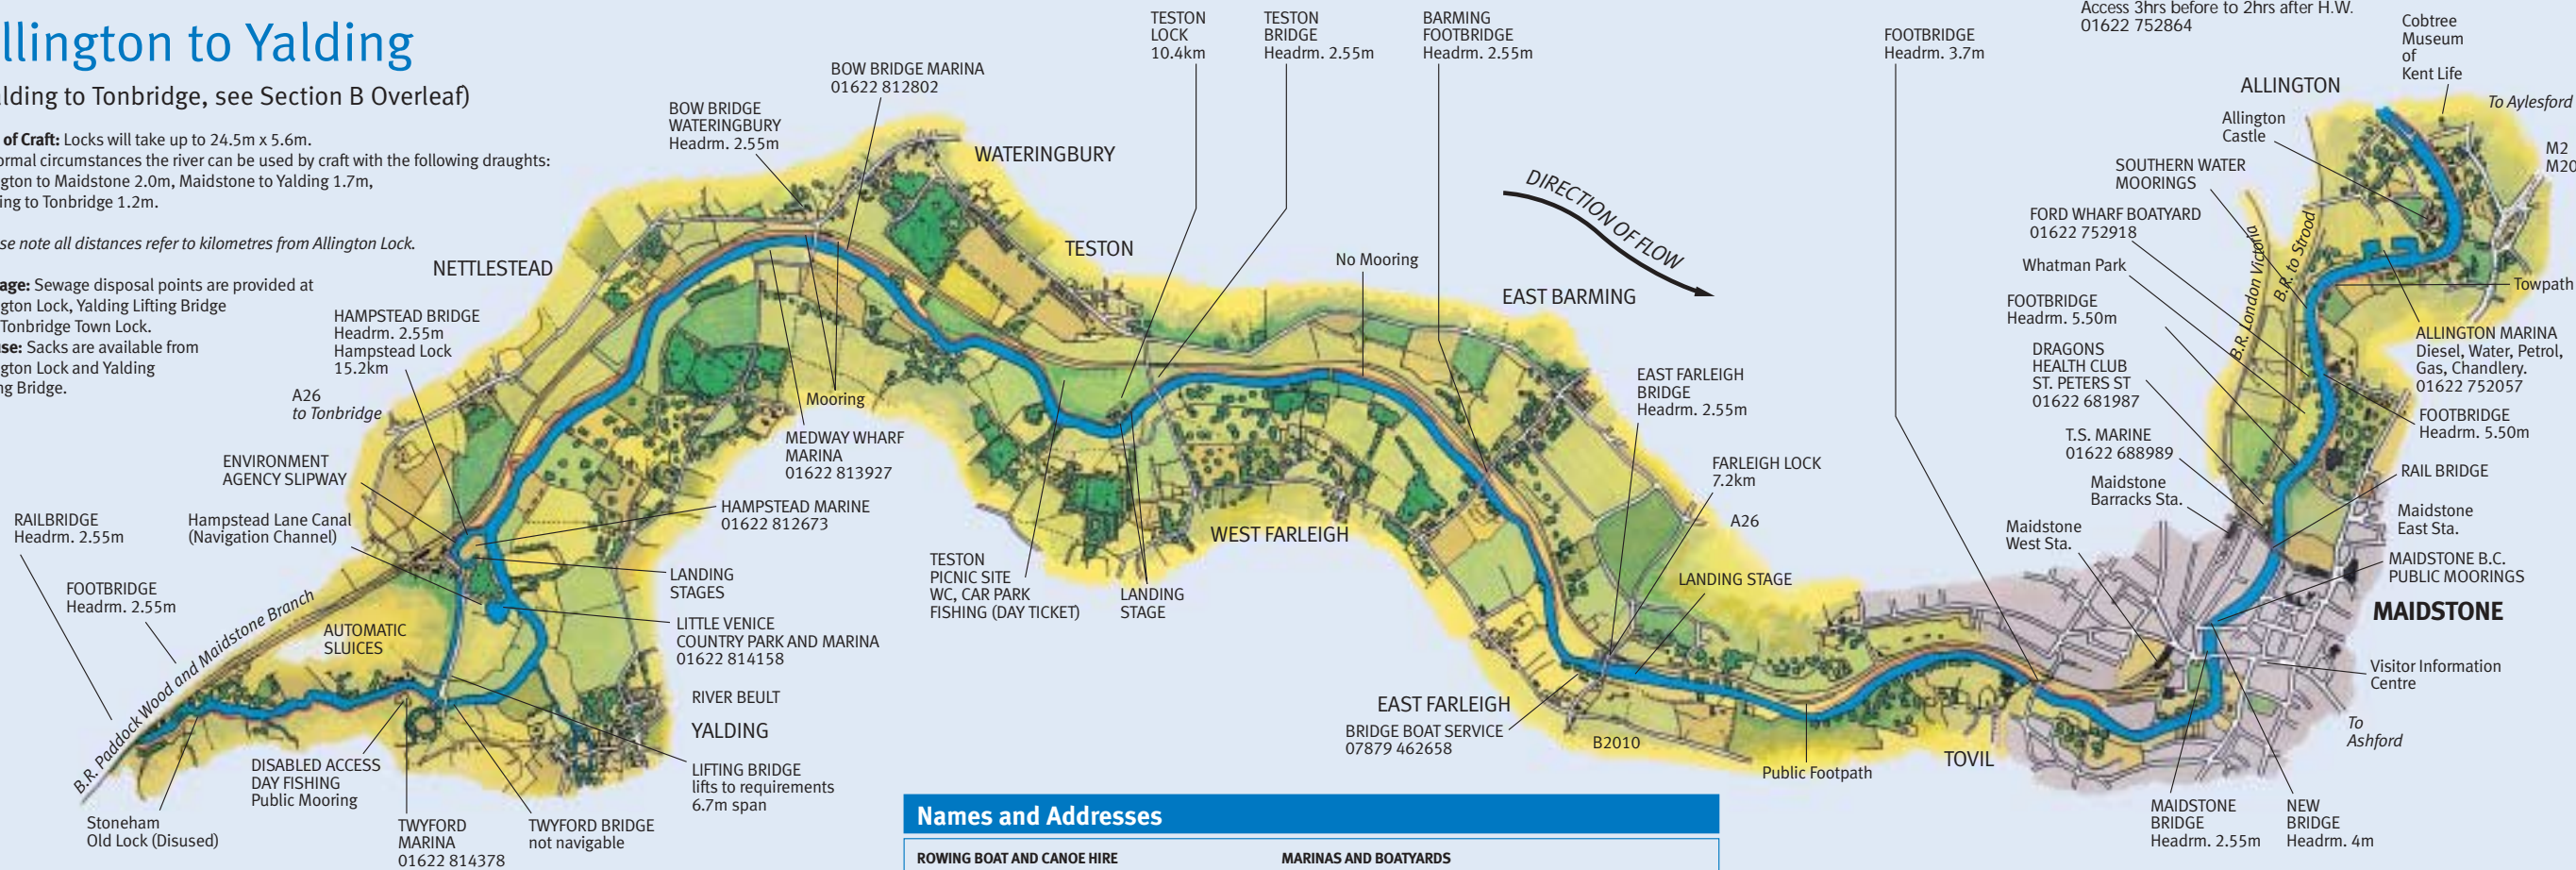 llington to Yalding
lding to Tonbridge, see Section B Overleaf)
of Craft: Locks will take up to 24.5m x 5.6m.
ormal circumstances the river can be used by craft with the following draughts:
gton to Maidstone 2.0m, Maidstone to Yalding 1.7m,
ing to Tonbridge 1.2m.
se note all distances refer to kilometres from Allington Lock.
age: Sewage disposal points are provided at
gton Lock, Yalding Lifting Bridge
Tonbridge Town Lock.
se: Sacks are available from
gton Lock and Yalding
ng Bridge.
NETTLESTEAD
HAMPSTEAD BRIDGE
Headrm. 2.55m
Hampstead Lock
15.2km
A26
to Tonbridge
ENVIRONMENT
AGENCY SLIPWAY
RAILBRIDGE
Headrm. 2.55m
Hampstead Lane Canal
(Navigation Channel)
FOOTBRIDGE
Headrm. 2.55m
B.R. Paddock Wood and Maidstone Branch
AUTOMATIC
SLUICES
Stoneham
Old Lock (Disused)
DISABLED ACCESS
DAY FISHING
Public Mooring
TWYFORD
MARINA
01622 814378
TWYFORD BRIDGE
not navigable
LIFTING BRIDGE
lifts to requirements
6.7m span
YALDING
RIVER BEULT
LITTLE VENICE
COUNTRY PARK AND MARINA
01622 814158
LANDING
STAGES
HAMPSTEAD MARINE
01622 812673
MEDWAY WHARF
MARINA
01622 813927
Mooring
BOW BRIDGE
WATERINGBURY
Headrm. 2.55m
BOW BRIDGE MARINA
01622 812802
WATERINGBURY
TESTON
TESTON
LOCK
10.4km
TESTON
BRIDGE
Headrm. 2.55m
BARMING
FOOTBRIDGE
Headrm. 2.55m
No Mooring
DIRECTION OF FLOW
EAST BARMING
TESTON
PICNIC SITE
WC, CAR PARK
FISHING (DAY TICKET)
LANDING
STAGE
WEST FARLEIGH
EAST FARLEIGH
BRIDGE
Headrm. 2.55m
FARLEIGH LOCK
7.2km
A26
LANDING STAGE
EAST FARLEIGH
BRIDGE BOAT SERVICE
07879 462658
B2010
Public Footpath
TOVIL
FOOTBRIDGE
Headrm. 3.7m
Access 3hrs before to 2hrs after H.W.
01622 752864
Cobtree
Museum
of
Kent Life
ALLINGTON
To Aylesford
Allington
Castle
M2
M20
SOUTHERN WATER
MOORINGS
FORD WHARF BOATYARD
01622 752918
Whatman Park
B.R. London Victoria
B.R. to Strood
Towpath
FOOTBRIDGE
Headrm. 5.50m
ALLINGTON MARINA
Diesel, Water, Petrol,
Gas, Chandlery.
01622 752057
DRAGONS
HEALTH CLUB
ST. PETERS ST
01622 681987
FOOTBRIDGE
Headrm. 5.50m
T.S. MARINE
01622 688989
RAIL BRIDGE
Maidstone
Barracks Sta.
Maidstone
East Sta.
Maidstone
West Sta.
MAIDSTONE B.C.
PUBLIC MOORINGS
MAIDSTONE
Visitor Information
Centre
To
Ashford
MAIDSTONE
BRIDGE
Headrm. 2.55m
NEW
BRIDGE
Headrm. 4m
Names and Addresses
ROWING BOAT AND CANOE HIRE
MARINAS AND BOATYARDS